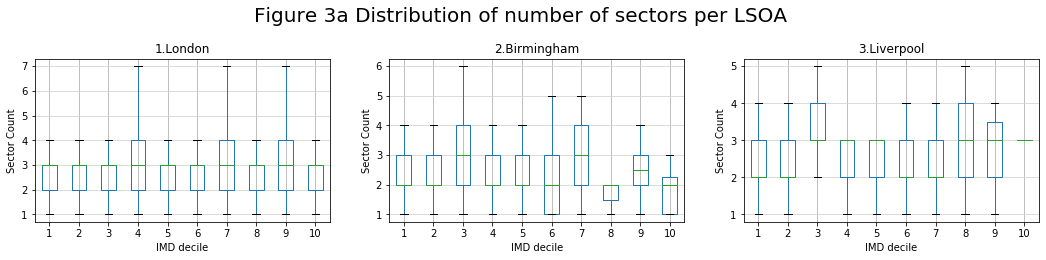 Figure 3a Distribution of number of sectors per LSOA
1.London
7
6
5
4
3
2
1
Sector Count
1 2 3 4 5 6 7 8 9 10
IMD decile
2.Birmingham
6
5
4
3
2
1
Sector Count
1 2 3 4 5 6 7 8 9 10
IMD decile
3.Liverpool
5
4
3
2
1
Sector Count
1 2 3 4 5 6 7 8 9 10
IMD decile